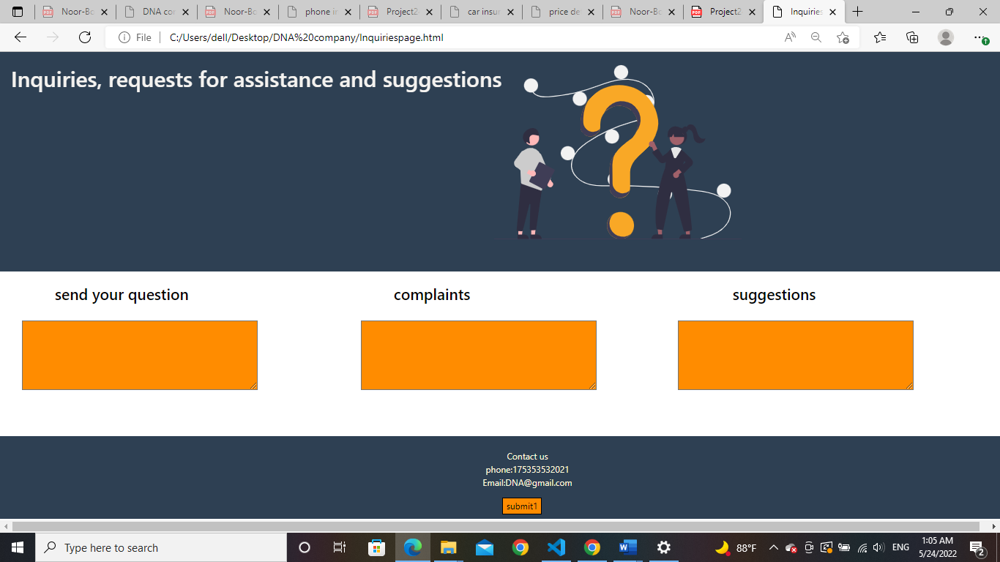 Noor-Bo
DNA con
Noor-Bo
phone in
Project2
car insur
price de
Noor-Bo
Project2
Inquiries
File
C:/Users/dell/Desktop/DNA%20company/Inquiriespage.html
Inquiries, requests for assistance and suggestions
send your question
complaints
suggestions
Contact us
phone:175353532021
Email:DNA@gmail.com
submit1
Type here to search
88°F
ENG
1:05 AM
5/24/2022
2